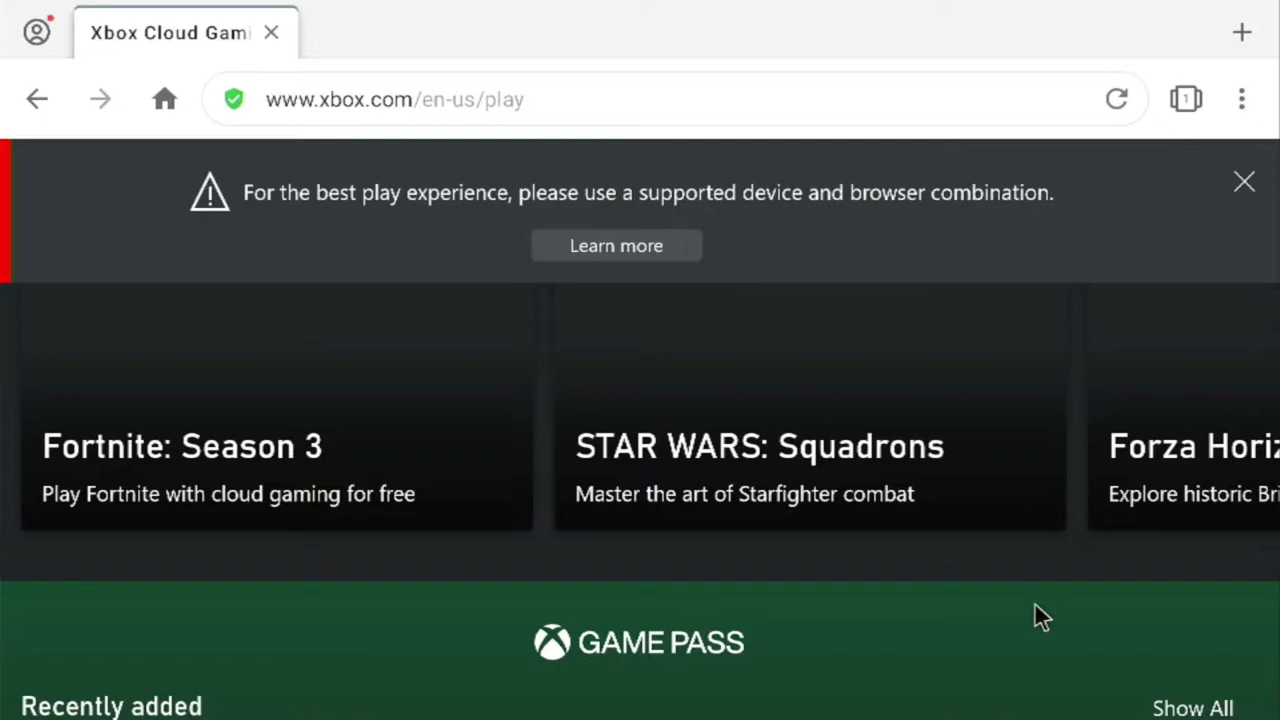 Xbox Cloud Gami
www.xbox.com/en-us/play
1
For the best play experience, please use a supported device and browser combination.
Learn more
Fortnite: Season 3
Play Fortnite with cloud gaming for free
STAR WARS: Squadrons
Master the art of Starfighter combat
Forza Horiz
Explore historic Bri
GAME PASS
Recently added
Show All